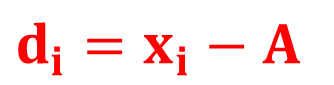 dᵢ = xᵢ − A